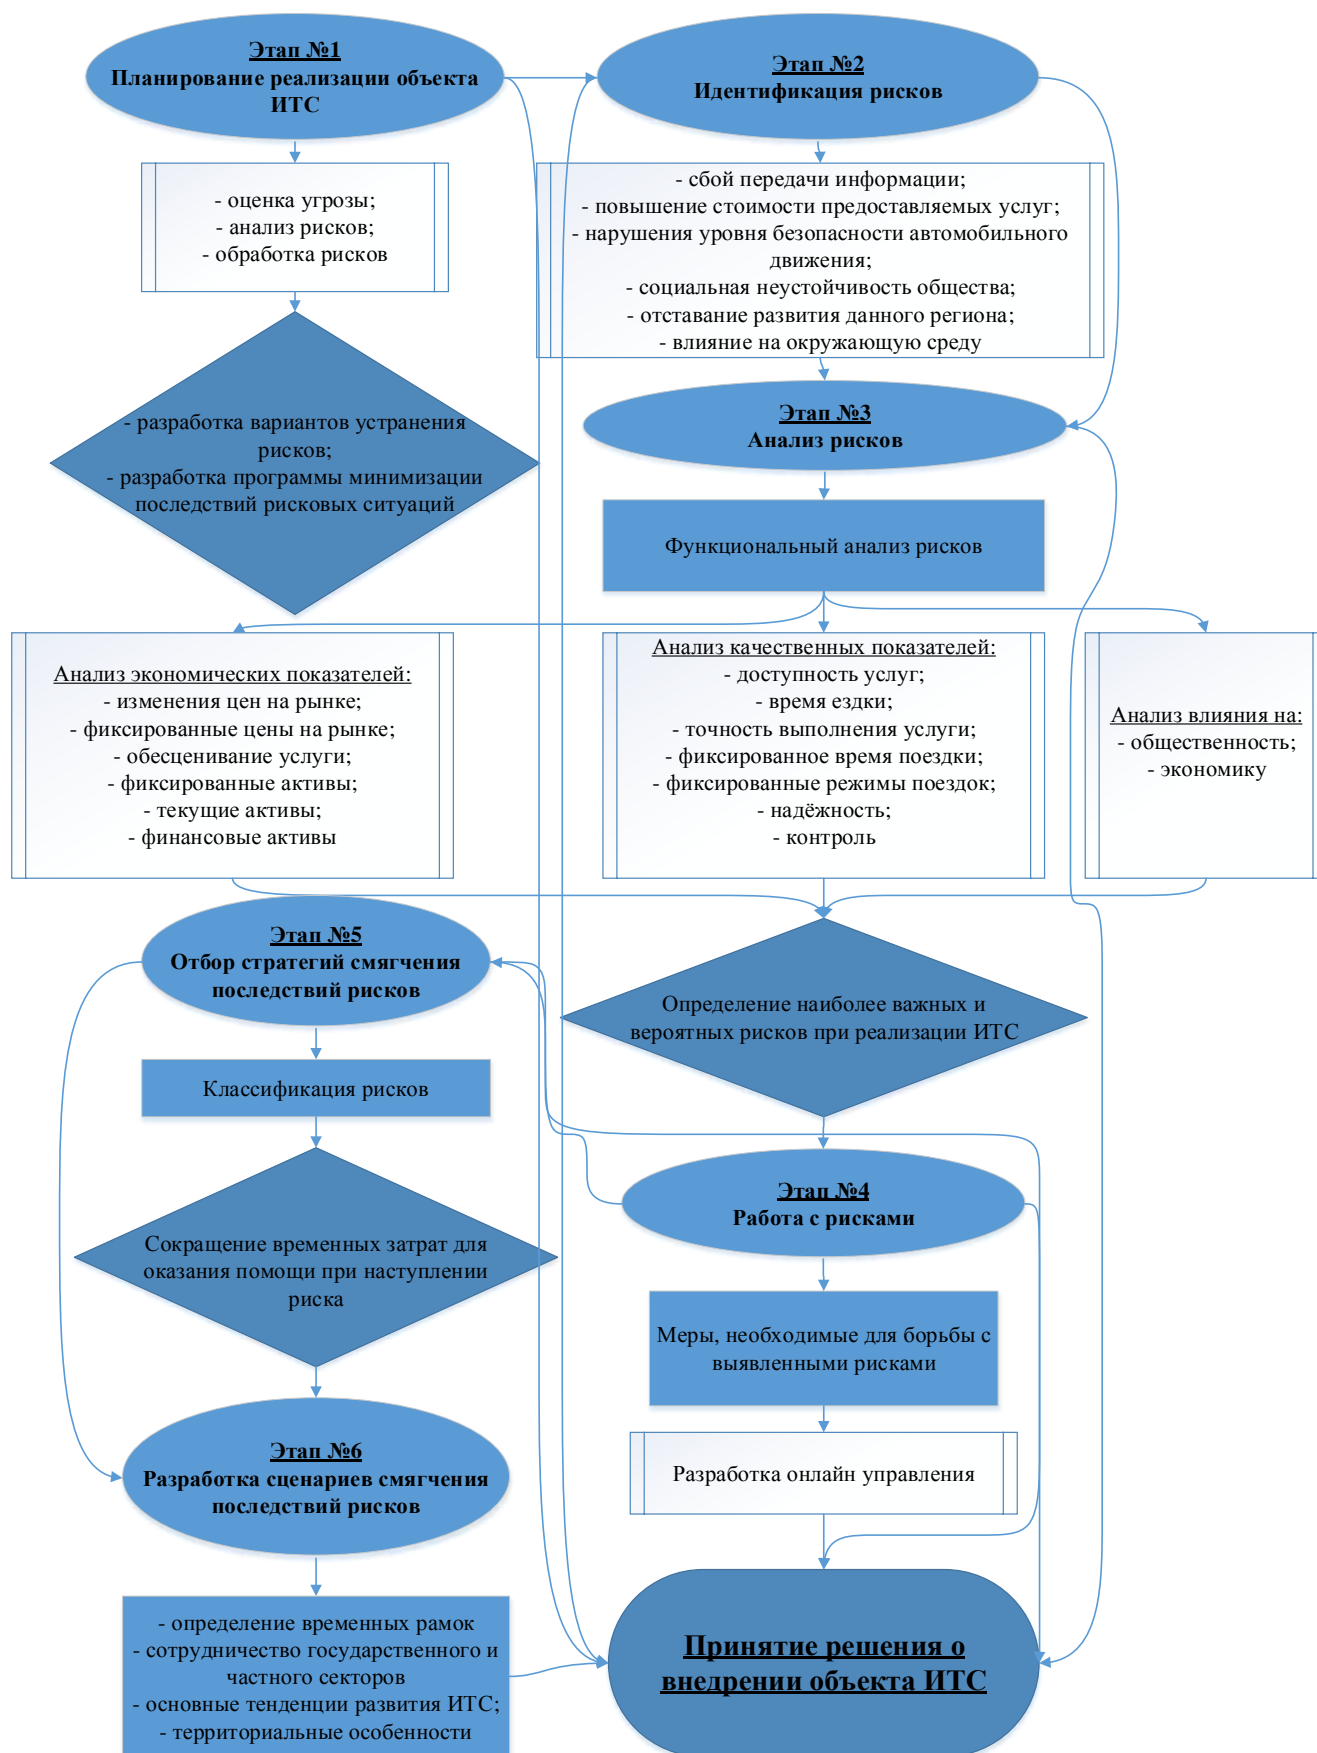 Этап №1
Планирование реализации объекта
ИТС
Этап №2
Идентификация рисков
- оценка угрозы;
- анализ рисков;
- обработка рисков
- сбой передачи информации;
- повышение стоимости предоставляемых услуг;
- нарушения уровня безопасности автомобильного
движения;
- социальная неустойчивость общества;
- отставание развития данного региона;
- влияние на окружающую среду
- разработка вариантов устранения
рисков;
- разработка программы минимизации
последствий рисковых ситуаций
Этап №3
Анализ рисков
Функциональный анализ рисков
Анализ экономических показателей:
- изменения цен на рынке;
- фиксированные цены на рынке;
- обесценивание услуги;
- фиксированные активы;
- текущие активы;
- финансовые активы
Анализ качественных показателей:
- доступность услуг;
- время ездки;
- точность выполнения услуги;
- фиксированное время поездки;
- фиксированные режимы поездок;
- надёжность;
- контроль
Анализ влияния на:
- общественность;
- экономику
Определение наиболее важных и
вероятных рисков при реализации ИТС
Этап №4
Работа с рисками
Меры, необходимые для борьбы с
выявленными рисками
Разработка онлайн управления
Этап №5
Отбор стратегий смягчения
последствий рисков
Классификация рисков
Сокращение временных затрат для
оказания помощи при наступлении
риска
Этап №6
Разработка сценариев смягчения
последствий рисков
- определение временных рамок
- сотрудничество государственного и
частного секторов
- основные тенденции развития ИТС;
- территориальные особенности
Принятие решения о
внедрении объекта ИТС